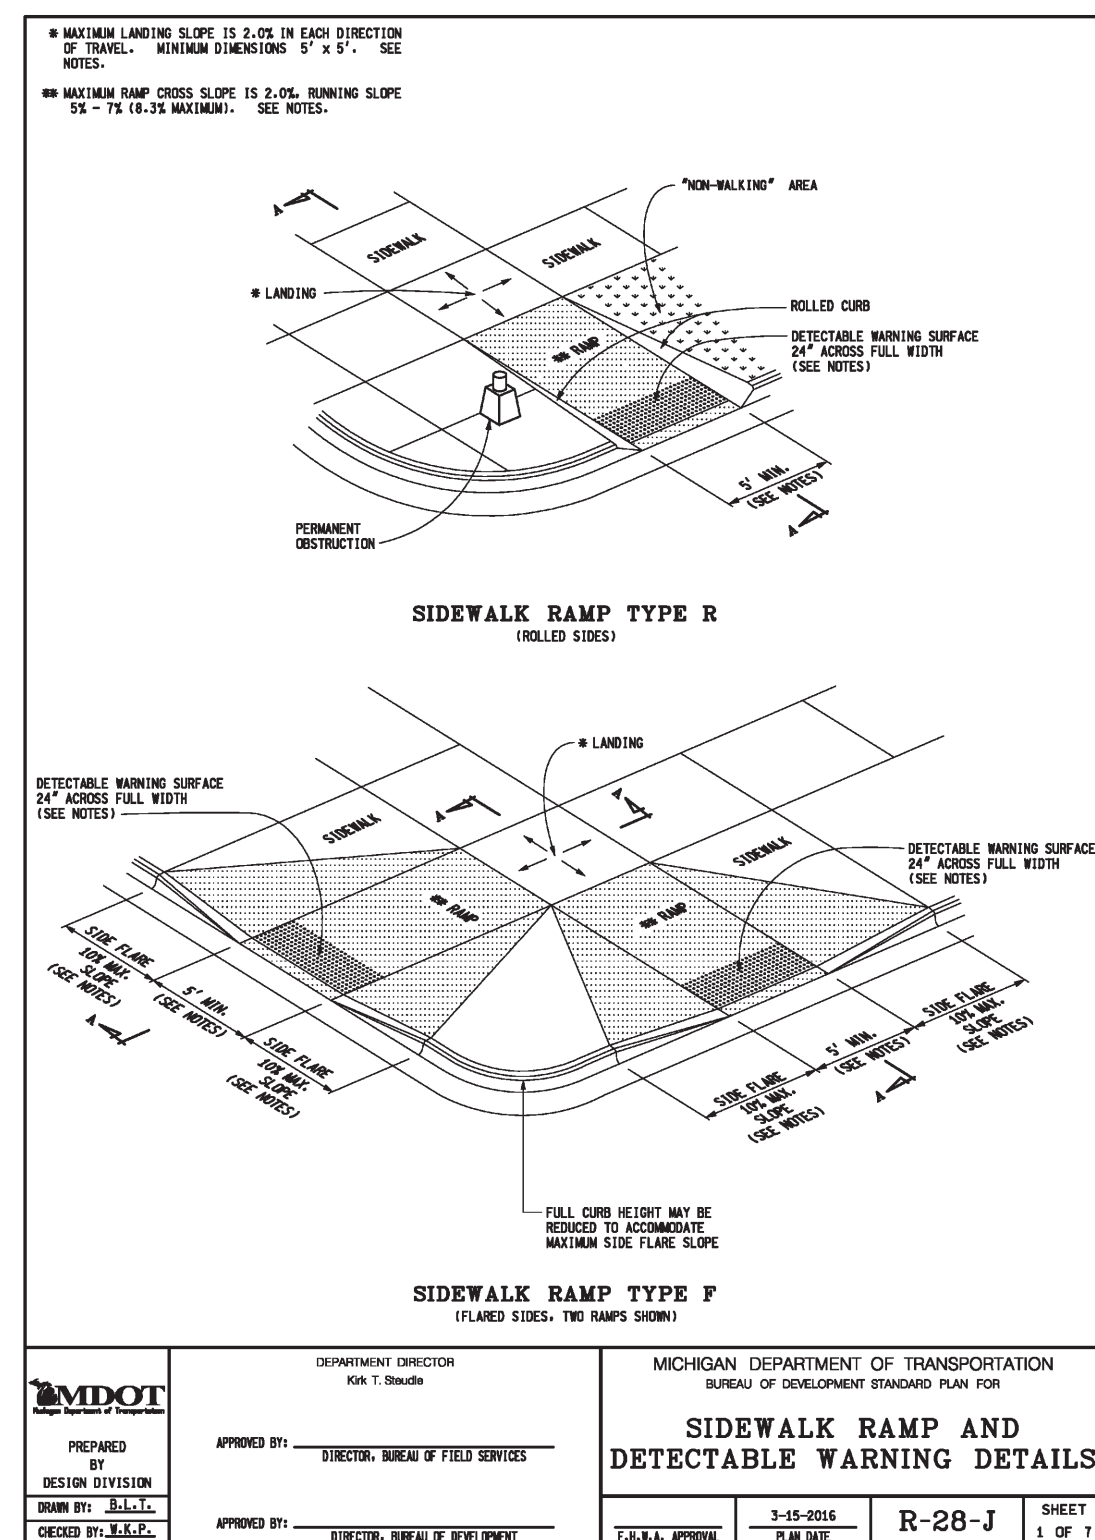 * MAXIMUM LANDING SLOPE IS 2.0% IN EACH DIRECTION
OF TRAVEL. MINIMUM DIMENSIONS 5' x 5'. SEE
NOTES.
** MAXIMUM RAMP CROSS SLOPE IS 2.0%, RUNNING SLOPE
5% - 7% (8.3% MAXIMUM). SEE NOTES.
"NON-WALKING" AREA
A
SIDEWALK
SIDEWALK
* LANDING
ROLLED CURB
DETECTABLE WARNING SURFACE
24" ACROSS FULL WIDTH
(SEE NOTES)
** RAMP
5' MIN.
(SEE NOTES)
A
PERMANENT
OBSTRUCTION
SIDEWALK RAMP TYPE R
(ROLLED SIDES)
* LANDING
DETECTABLE WARNING SURFACE
24" ACROSS FULL WIDTH
(SEE NOTES)
A
A
SIDEWALK
SIDEWALK
DETECTABLE WARNING SURFACE
24" ACROSS FULL WIDTH
(SEE NOTES)
** RAMP
** RAMP
SIDE FLARE
10% MAX.
SLOPE
(SEE NOTES)
5' MIN.
(SEE NOTES)
SIDE FLARE
10% MAX.
SLOPE
(SEE NOTES)
A
SIDE FLARE
10% MAX.
SLOPE
(SEE NOTES)
5' MIN.
(SEE NOTES)
SIDE FLARE
10% MAX.
SLOPE
(SEE NOTES)
A
FULL CURB HEIGHT MAY BE
REDUCED TO ACCOMMODATE
MAXIMUM SIDE FLARE SLOPE
SIDEWALK RAMP TYPE F
(FLARED SIDES, TWO RAMPS SHOWN)
MDOT
Michigan Department of Transportation
PREPARED
BY
DESIGN DIVISION
DRAWN BY: B.L.T.
CHECKED BY: W.K.P.
DEPARTMENT DIRECTOR
Kirk T. Steudle
APPROVED BY:
DIRECTOR, BUREAU OF FIELD SERVICES
APPROVED BY:
DIRECTOR, BUREAU OF DEVELOPMENT
MICHIGAN DEPARTMENT OF TRANSPORTATION
BUREAU OF DEVELOPMENT STANDARD PLAN FOR
SIDEWALK RAMP AND
DETECTABLE WARNING DETAILS
F.H.W.A. APPROVAL
3-15-2016
PLAN DATE
R-28-J
SHEET
1 OF 7